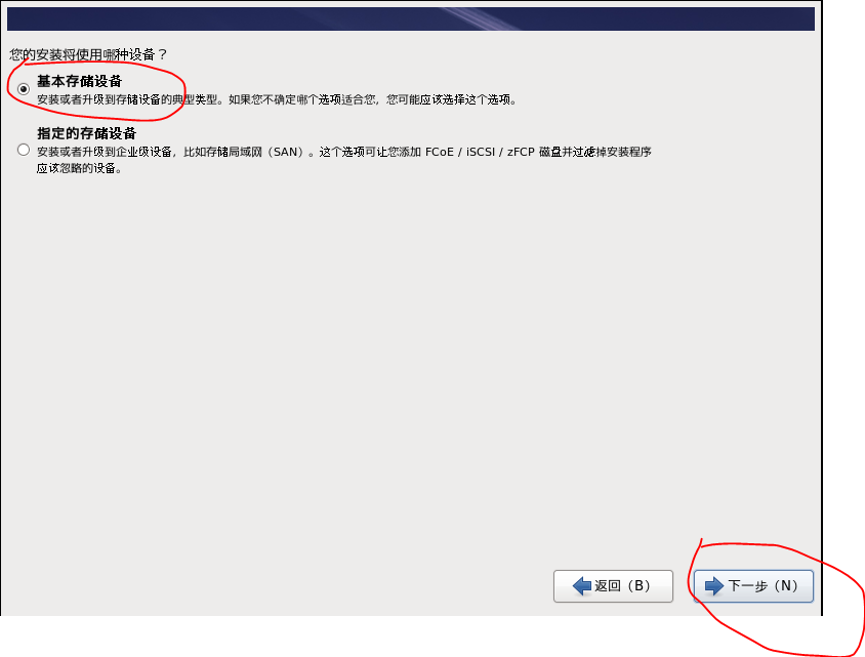 您的安装将使用哪种设备？
基本存储设备
安装或者升级到存储设备的典型类型。如果您不确定哪个选项适合您，您可能应该选择这个选项。
指定的存储设备
安装或者升级到企业级设备，比如存储局域网（SAN）。这个选项可让您添加 FCoE / iSCSI / zFCP 磁盘并过滤掉安装程序
应该忽略的设备。
返回（B） 下一步（N）